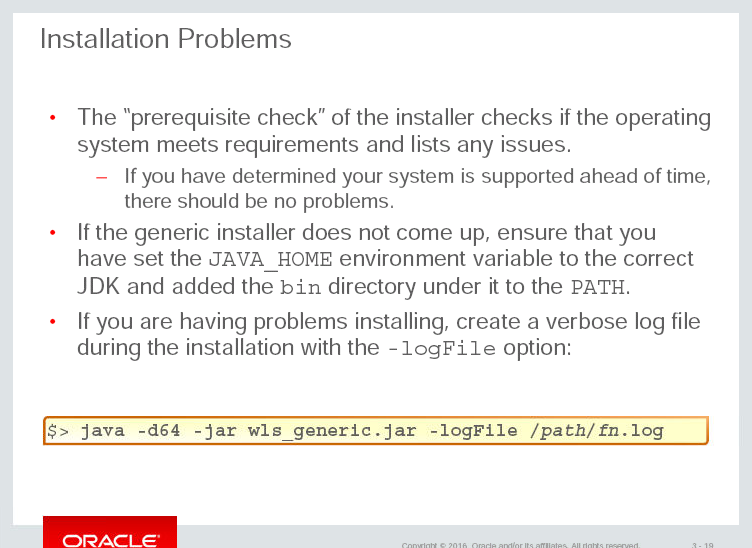 Installation Problems
• The “prerequisite check” of the installer checks if the operating
system meets requirements and lists any issues.
– If you have determined your system is supported ahead of time,
there should be no problems.
• If the generic installer does not come up, ensure that you
have set the JAVA_HOME environment variable to the correct
JDK and added the bin directory under it to the PATH.
• If you are having problems installing, create a verbose log file
during the installation with the -logFile option:
$> java -d64 -jar wls_generic.jar -logFile /path/fn.log
ORACLE®
Copyright © 2016, Oracle and/or its affiliates. All rights reserved.
3 - 19